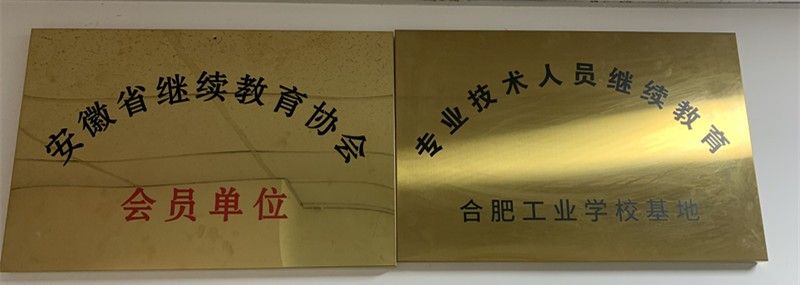 安徽省继续教育协会
会员单位
专业技术人员继续教育
合肥工业学校基地